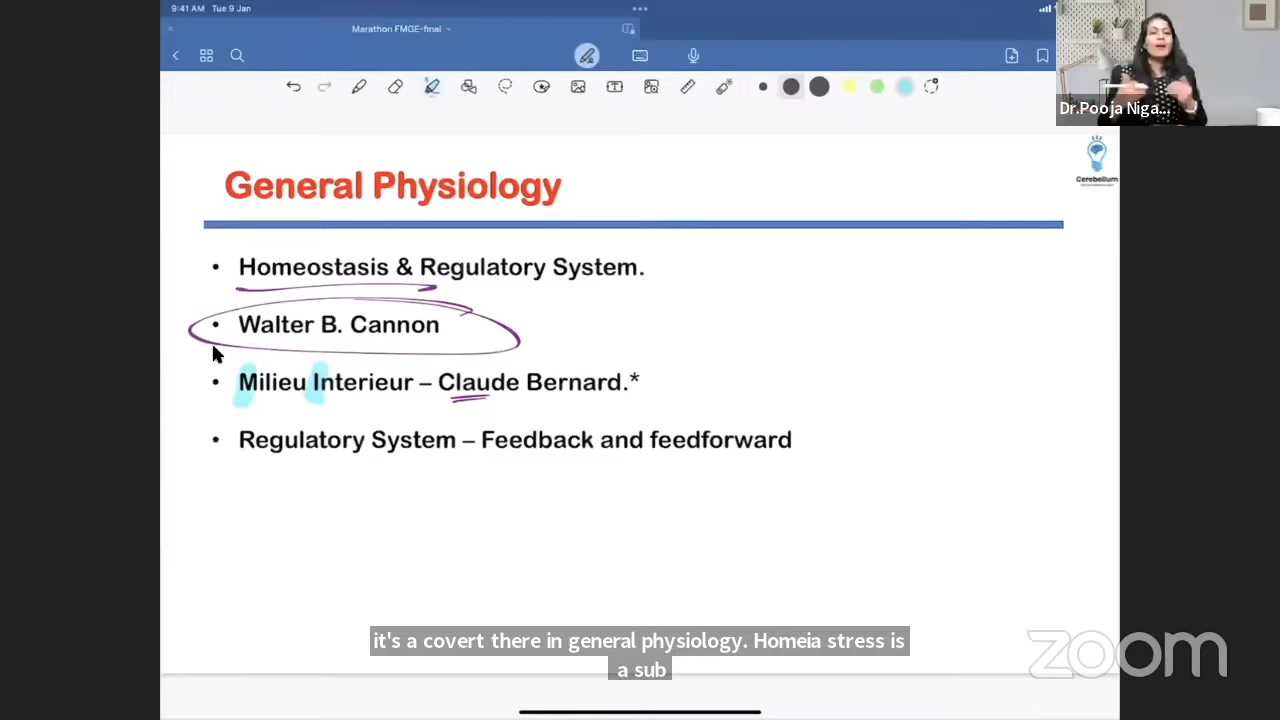 9:41 AM Tue 9 Jan
Marathon FMGE-final
Dr.Pooja Niga...
Cerebellum
General Physiology
• Homeostasis & Regulatory System.
• Walter B. Cannon
• Milieu Interieur – Claude Bernard.*
• Regulatory System – Feedback and feedforward
it's a covert there in general physiology. Homeia stress is
a sub
zoom